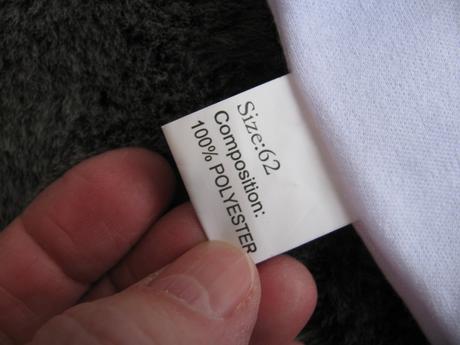 Size:62
Composition:
100% POLYESTER